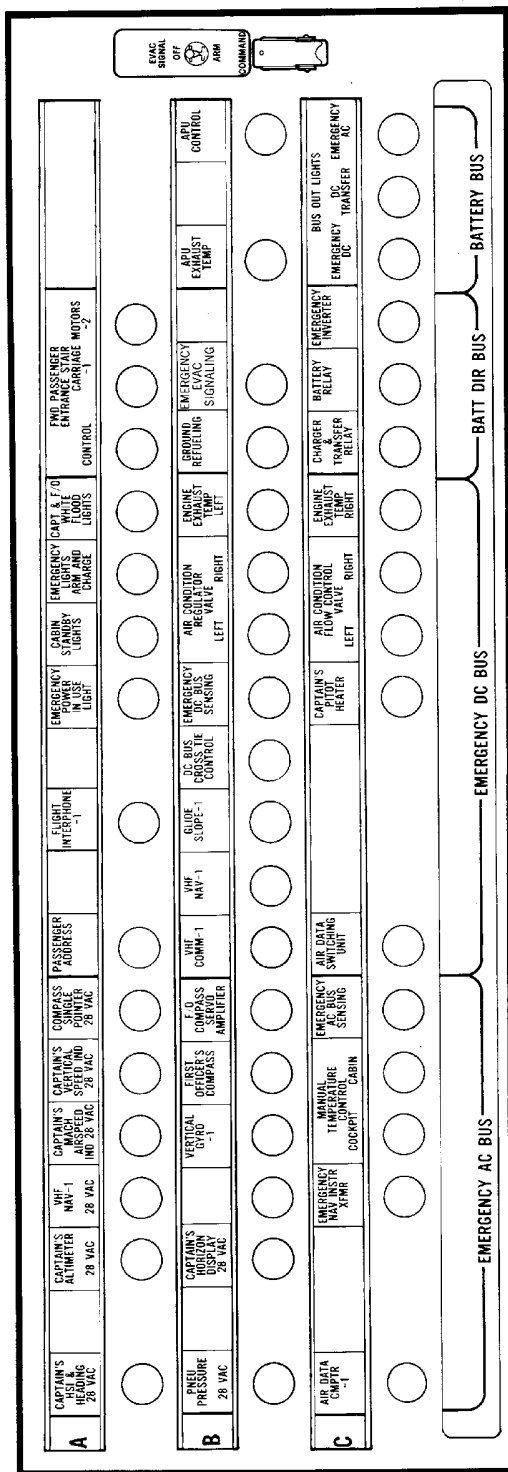 EVAC
SIGNAL
OFF
ARM
COMMAND
A
CAPTAIN'S
HSI &
HEADING
28 VAC
CAPTAIN'S
ALTIMETER
28 VAC
VHF
NAV-1
28 VAC
CAPTAIN'S
MACH
AIRSPEED
IND 28 VAC
CAPTAIN'S
VERTICAL
SPEED IND
28 VAC
COMPASS
SINGLE
POINTER
28 VAC
PASSENGER
ADDRESS
FLIGHT
INTERPHONE
-1
EMERGENCY
POWER
IN USE
LIGHT
CABIN
STANDBY
LIGHTS
EMERGENCY
LIGHTS
ARM AND
CHARGE
CAPT & F/O
WHITE
FLOOD
LIGHTS
FWD PASSENGER
ENTRANCE STAIR
CARRIAGE MOTORS
CONTROL
-1
-2
B
PNEU
PRESSURE
28 VAC
CAPTAIN'S
HORIZON
DISPLAY
28 VAC
VERTICAL
GYRO
-1
FIRST
OFFICER'S
COMPASS
F/O
COMPASS
SERVO
AMPLIFIER
VHF
COMM-1
VHF
NAV-1
GLIDE
SLOPE-1
DC BUS
CROSS TIE
CONTROL
EMERGENCY
DC BUS
SENSING
AIR CONDITION
REGULATOR
VALVE
LEFT RIGHT
ENGINE
EXHAUST
TEMP
LEFT
GROUND
REFUELING
EMERGENCY
EVAC
SIGNALING
APU
EXHAUST
TEMP
APU
CONTROL
C
AIR DATA
CMPTR
-1
EMERGENCY
NAV INSTR
XFMR
MANUAL
TEMPERATURE
CONTROL
COCKPIT CABIN
EMERGENCY
AC BUS
SENSING
AIR DATA
SWITCHING
UNIT
CAPTAIN'S
PITOT
HEATER
AIR CONDITION
FLOW CONTROL
VALVE
LEFT RIGHT
ENGINE
EXHAUST
TEMP
RIGHT
CHARGER
&
TRANSFER
RELAY
BATTERY
RELAY
EMERGENCY
INVERTER
BUS OUT LIGHTS
EMERGENCY
DC
DC
TRANSFER
EMERGENCY
AC
EMERGENCY AC BUS
EMERGENCY DC BUS
BATT DIR BUS
BATTERY BUS